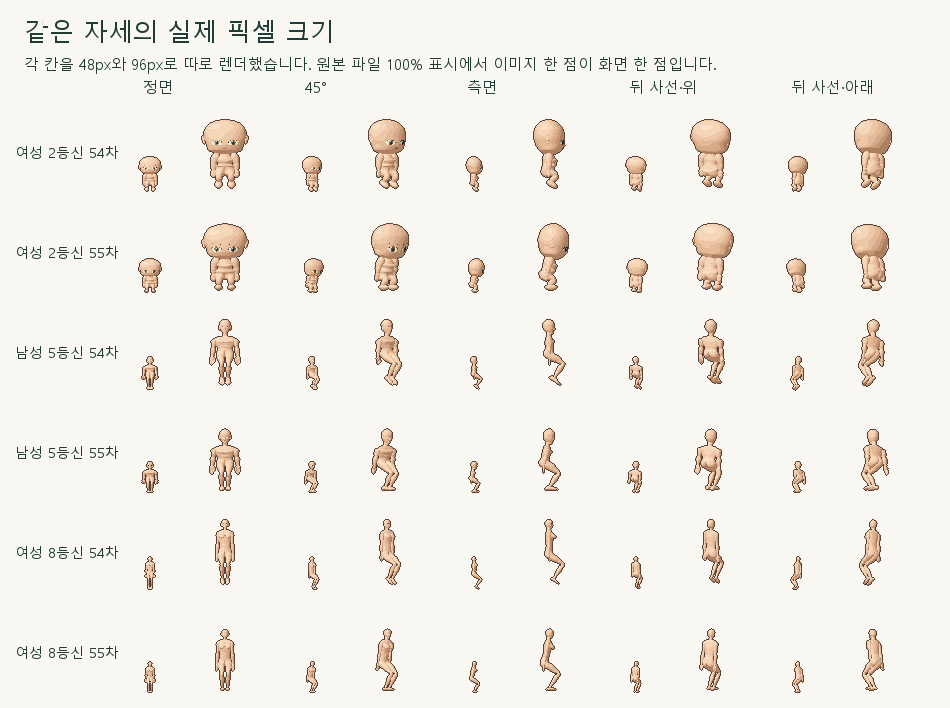 같은 자세의 실제 픽셀 크기
각 칸을 48px와 96px로 따로 렌더했습니다. 원본 파일 100% 표시에서 이미지 한 점이 화면 한 점입니다.
정면 45° 측면 뒤 사선·위 뒤 사선·아래
여성 2등신 54차
여성 2등신 55차
남성 5등신 54차
남성 5등신 55차
여성 8등신 54차
여성 8등신 55차